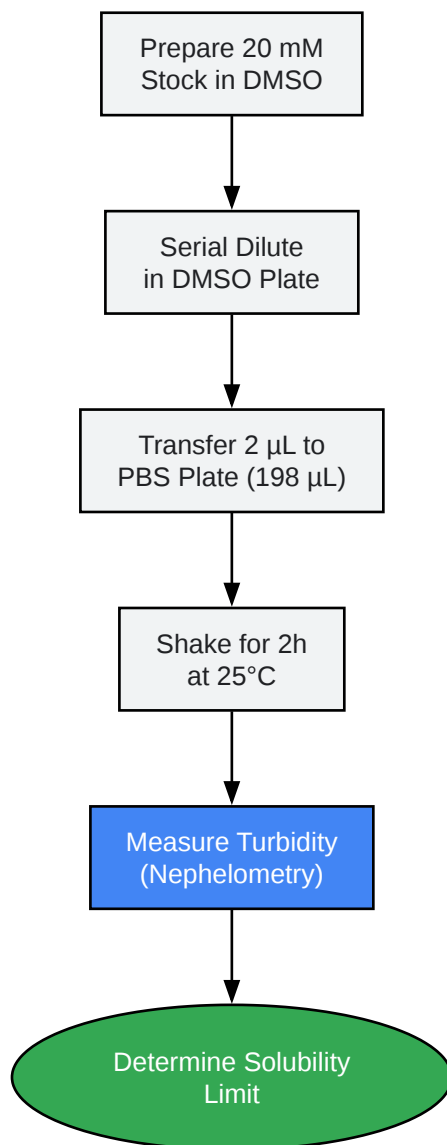 Prepare 20 mM
Stock in DMSO
Serial Dilute
in DMSO Plate
Transfer 2 µL to
PBS Plate (198 µL)
Shake for 2h
at 25°C
Measure Turbidity
(Nephelometry)
Determine Solubility
Limit